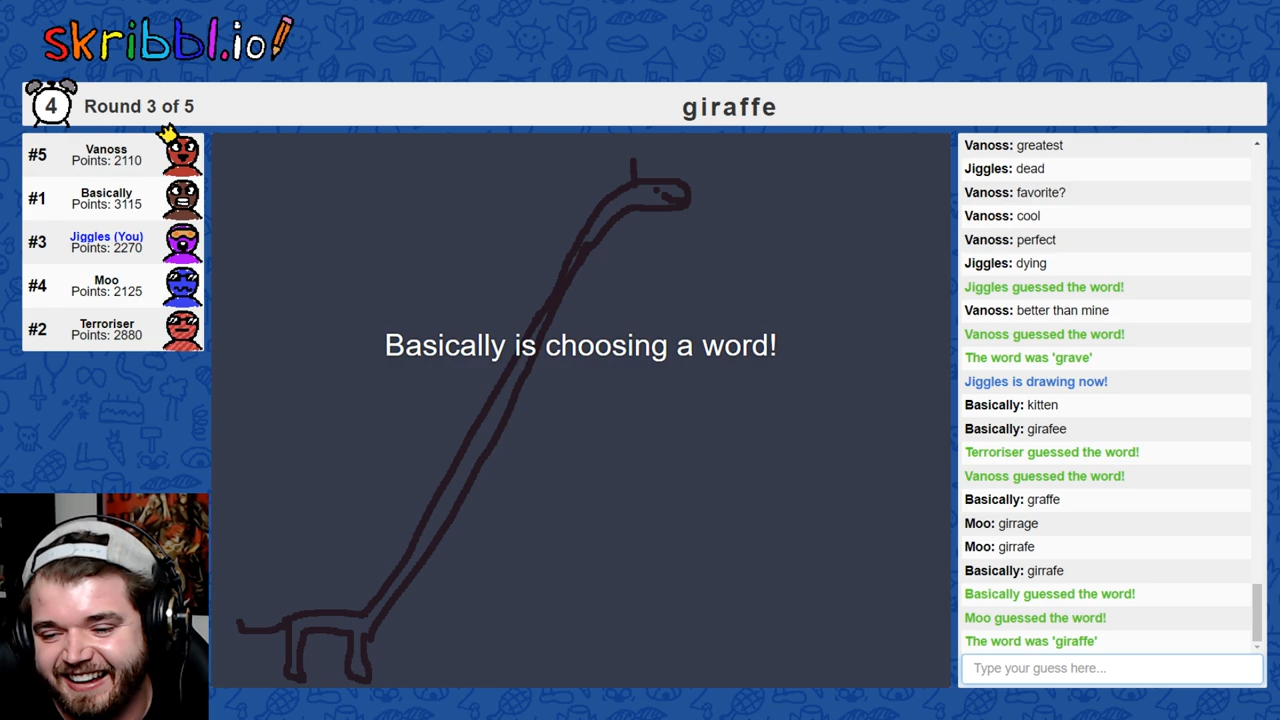 skribbl.io
4
Round 3 of 5
giraffe
#5
Vanoss
Points: 2110
#1
Basically
Points: 3115
#3
Jiggles (You)
Points: 2270
#4
Moo
Points: 2125
#2
Terroriser
Points: 2880
Basically is choosing a word!
Vanoss: greatest
Jiggles: dead
Vanoss: favorite?
Vanoss: cool
Vanoss: perfect
Jiggles: dying
Jiggles guessed the word!
Vanoss: better than mine
Vanoss guessed the word!
The word was 'grave'
Jiggles is drawing now!
Basically: kitten
Basically: girafee
Terroriser guessed the word!
Vanoss guessed the word!
Basically: graffe
Moo: girrage
Moo: girrafe
Basically: girrafe
Basically guessed the word!
Moo guessed the word!
The word was 'giraffe'
Type your guess here...